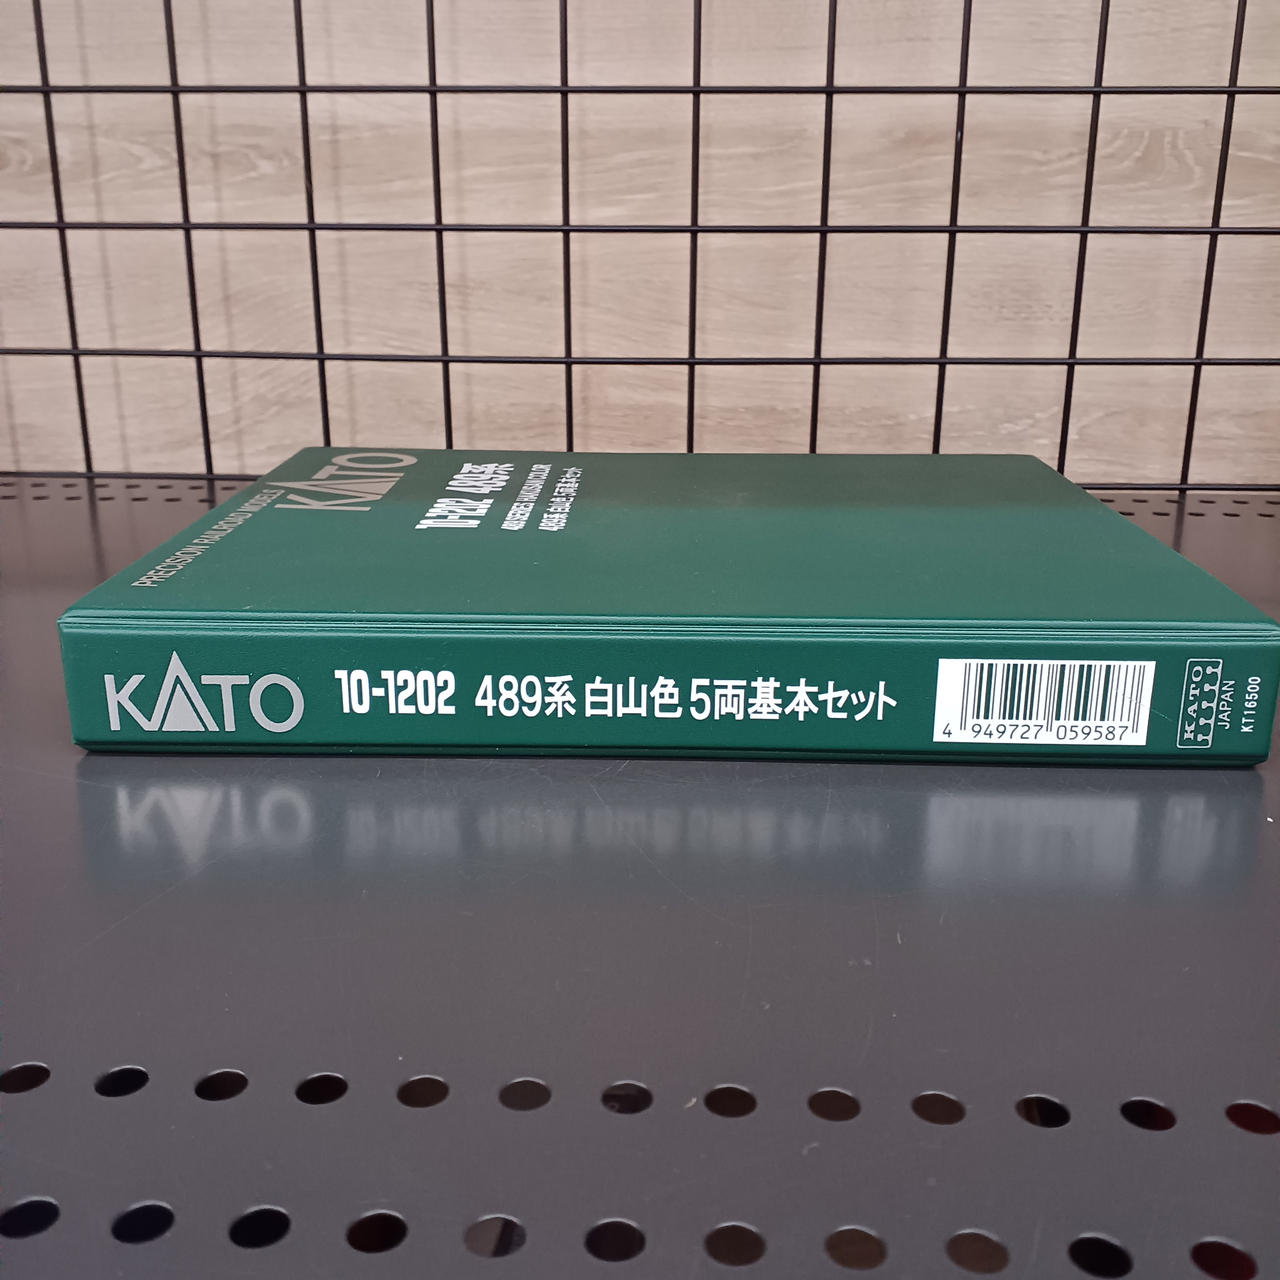 KATO
PRECISION RAILROAD MODELS
10-1202 489系
489 SERIES HAKUSAN COLOR
489系 白山色 5両基本セット
KATO 10-1202 489系 白山色 5両基本セット
4 949727 059587
KATO
JAPAN
KT16500